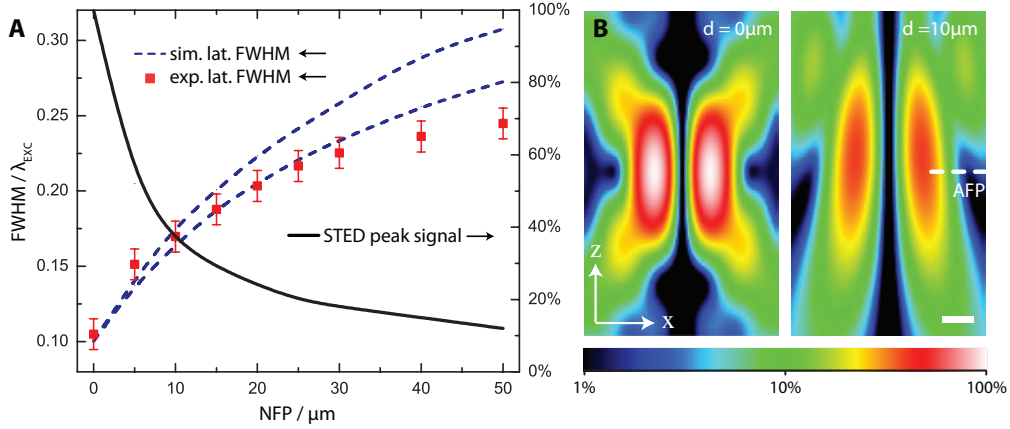 A
0.30
0.25
0.20
0.15
0.10
FWHM / λEXC
sim. lat. FWHM
exp. lat. FWHM
STED peak signal
100%
80%
60%
40%
20%
0%
0
10
20
30
40
50
NFP / µm
B
d = 0µm
d =10µm
AFP
z
x
1%
10%
100%